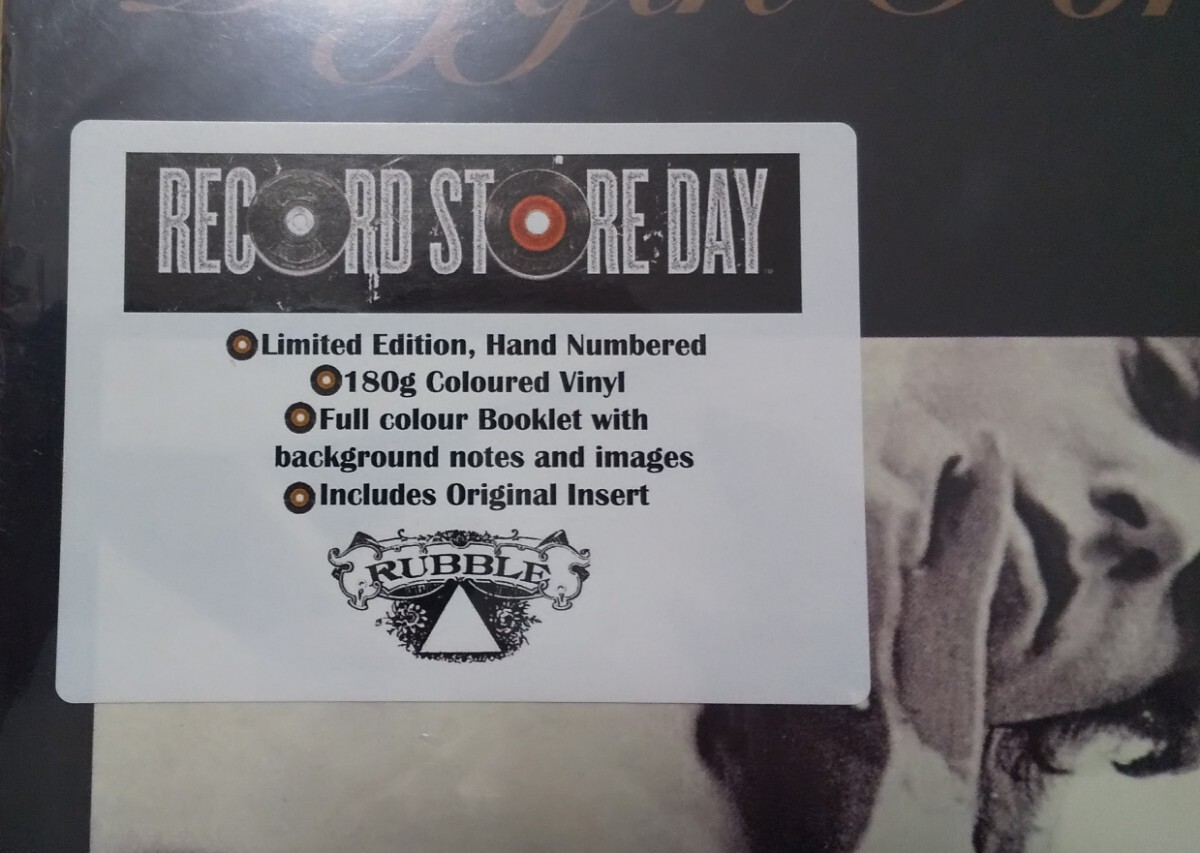 RECORD STORE DAY
Limited Edition, Hand Numbered
180g Coloured Vinyl
Full colour Booklet with
background notes and images
Includes Original Insert
RUBBLE